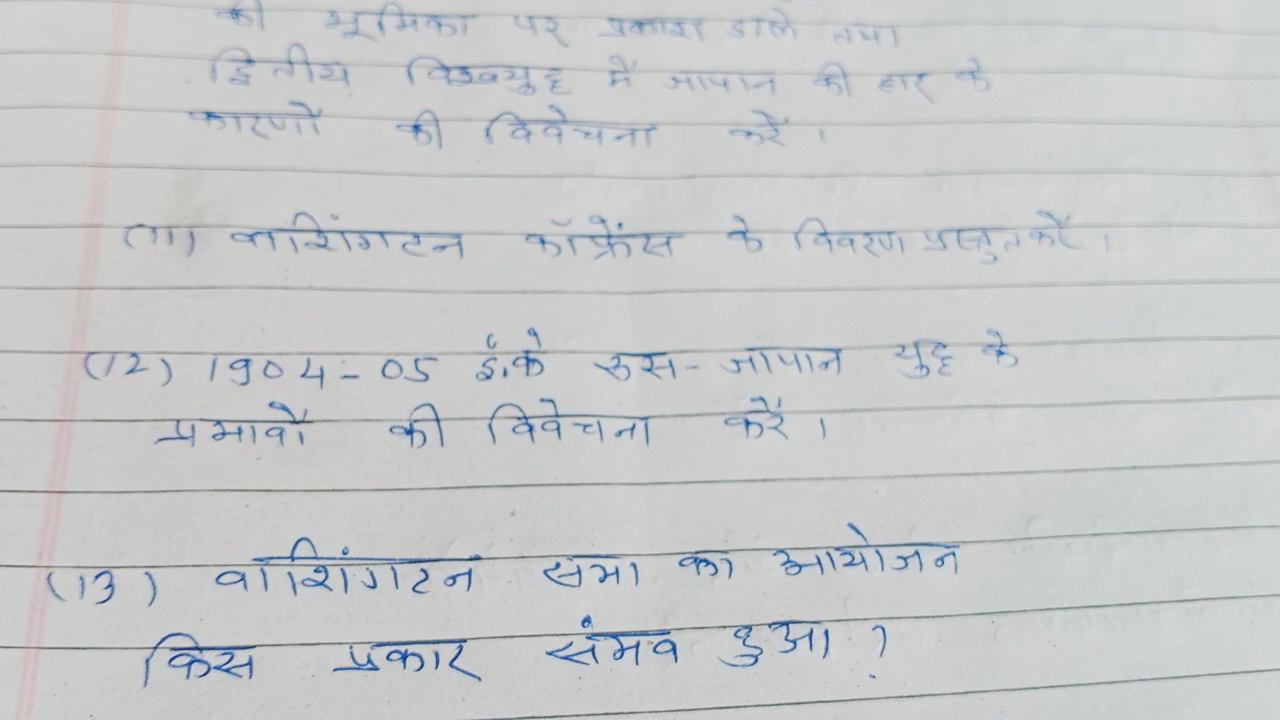 की भूमिका पर प्रकाश डाले तथा
द्वितीय विश्वयुद्ध में जापान की हार के
कारणों की विवेचना करें।
(11) वाशिंगटन कॉफ्रेंस के विवरण प्रस्तुत करें।
(12) 1904-05 ई.के रूस-जापान युद्ध के
प्रभावों की विवेचना करें।
(13) वाशिंगटन सभा का आयोजन
किस प्रकार संभव हुआ ?